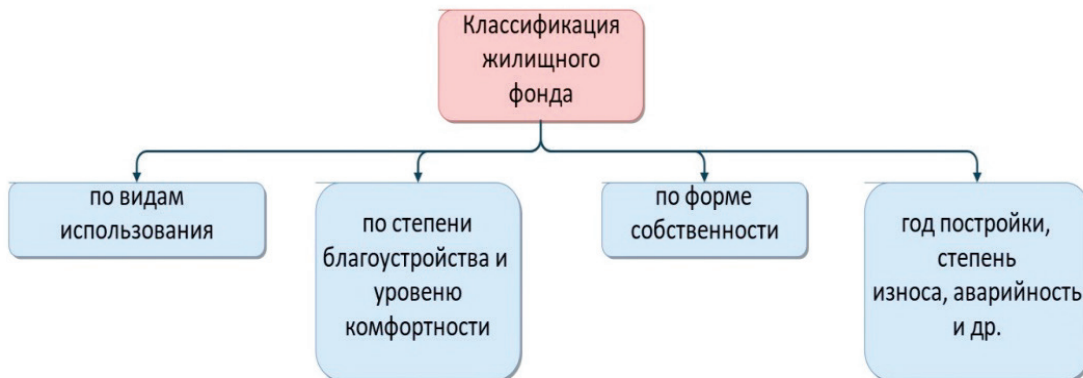 Классификация
жилищного
фонда
по видам
использования
по степени
благоустройства и
уровеню
комфортности
по форме
собственности
год постройки,
степень
износа, аварийность
и др.